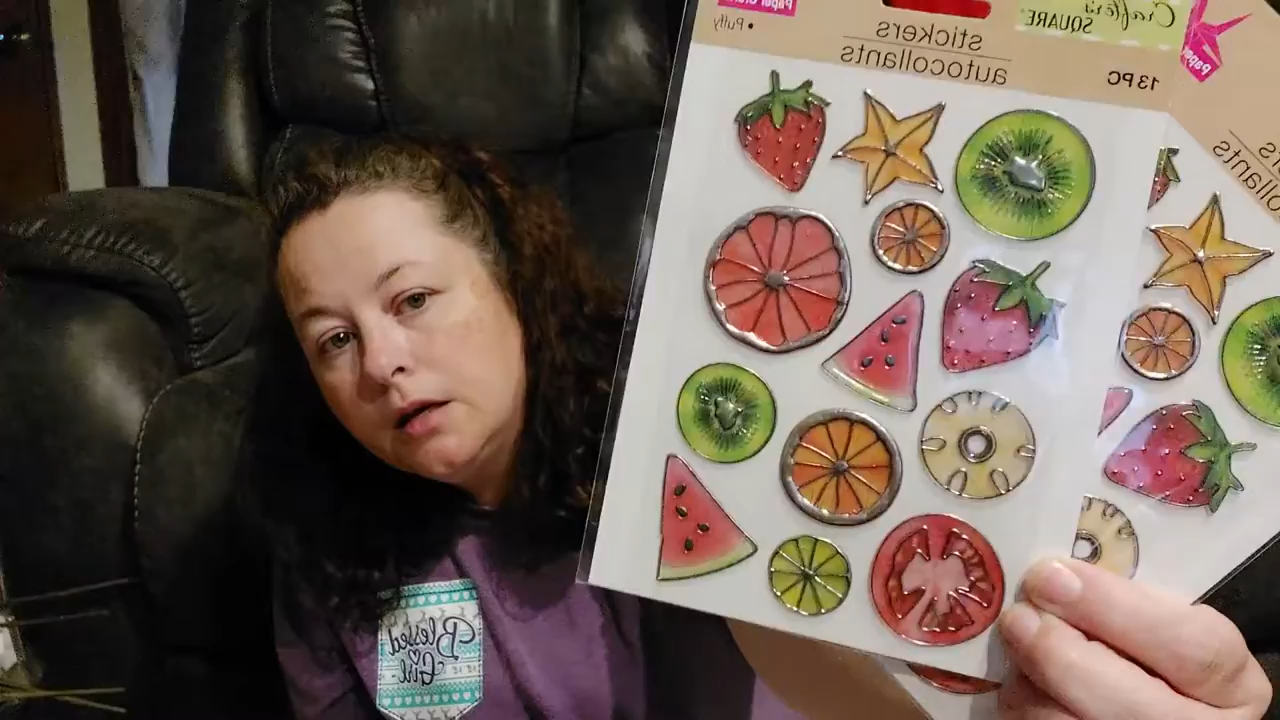 Paper Craft
• Puffy
stickers
autocollants
Crafter's
SQUARE
13 PC
Paper
Blessed
Girl